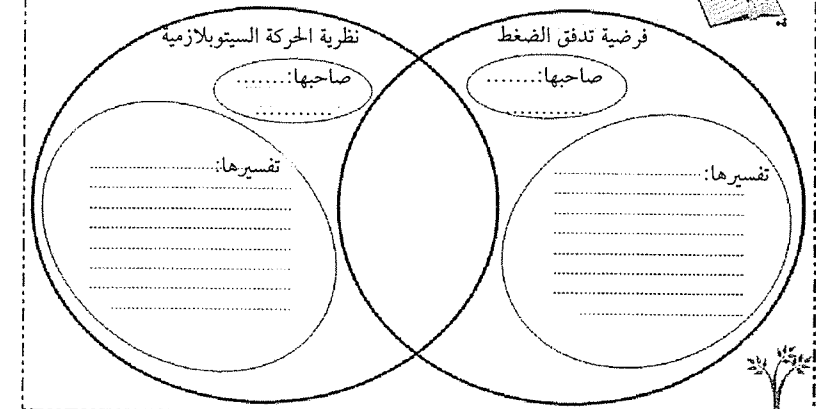 فرضية تدفق الضغط
صاحبها:.......
..........
تفسيرها:
نظرية الحركة السيتوبلازمية
صاحبها:.......
..........
تفسيرها: